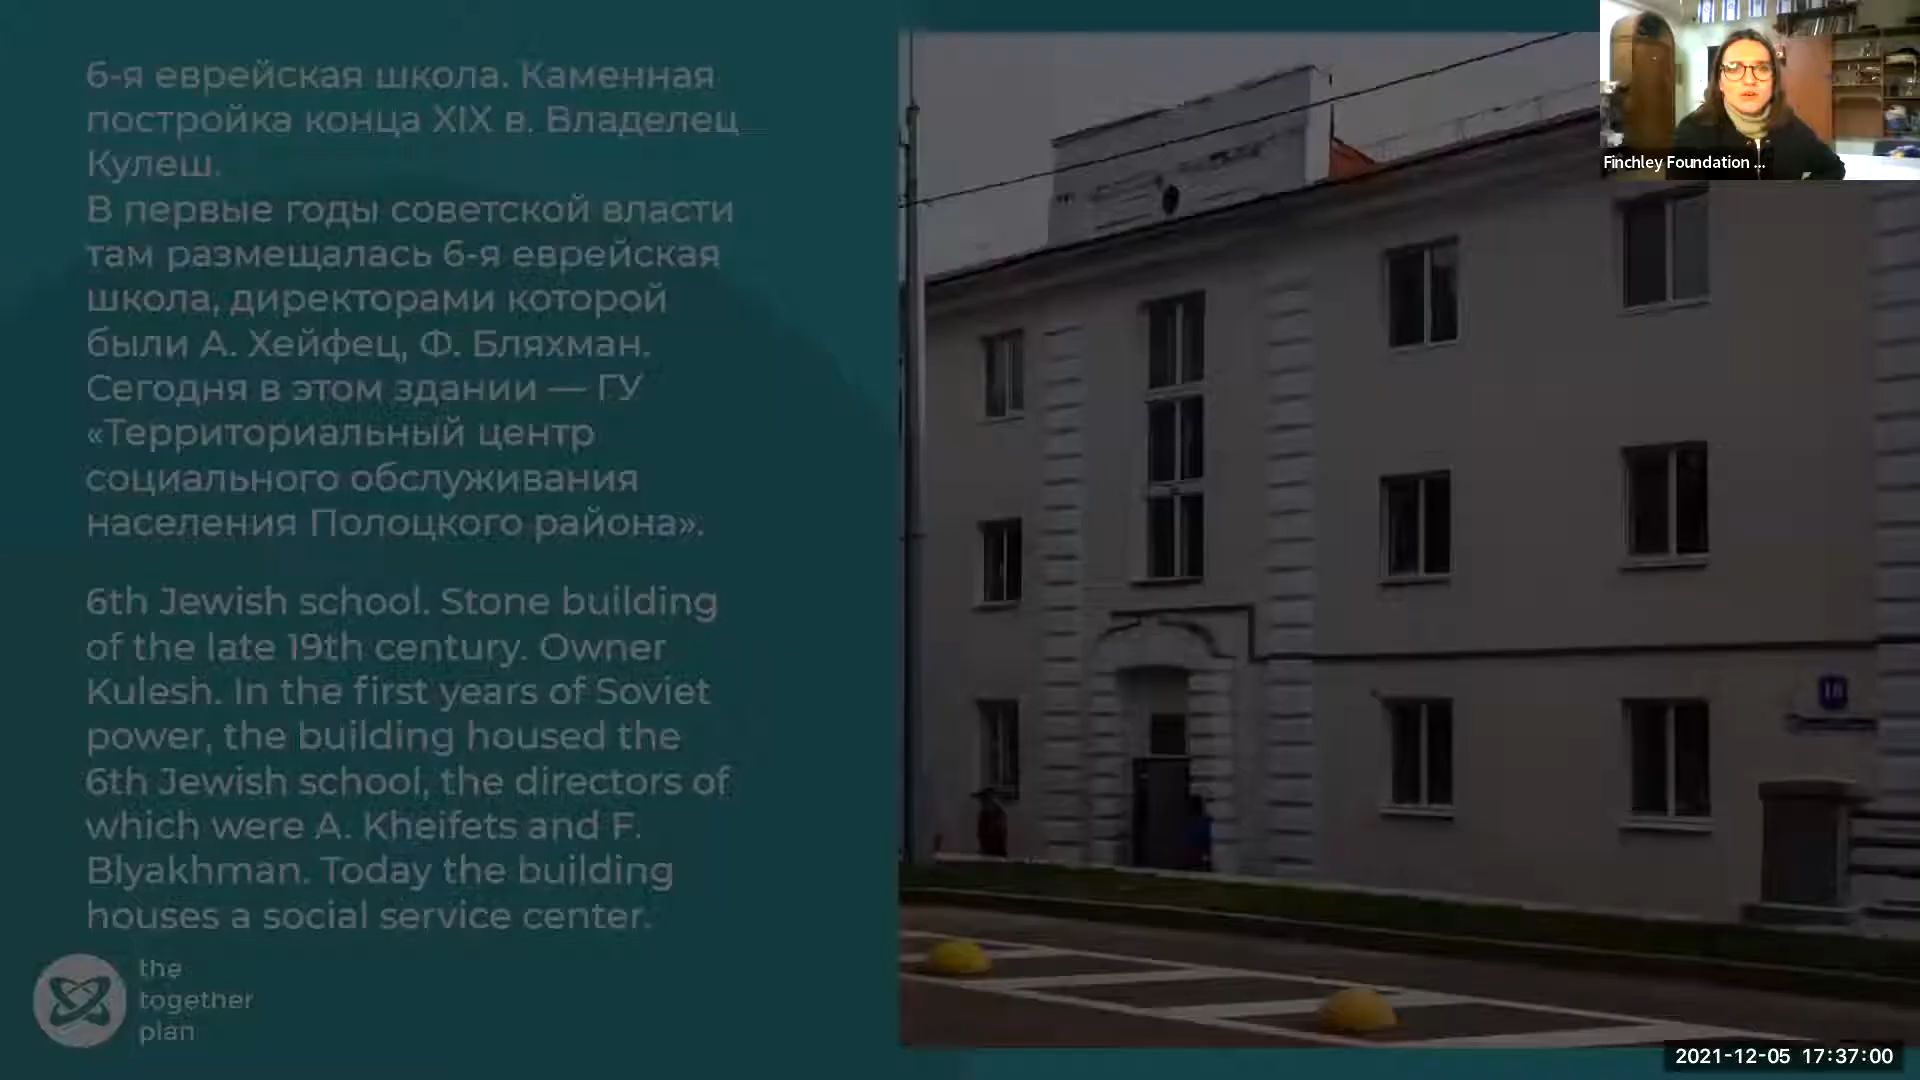 6-я еврейская школа. Каменная
постройка конца XIX в. Владелец
Кулеш.
В первые годы советской власти
там размещалась 6-я еврейская
школа, директорами которой
были А. Хейфец, Ф. Бляхман.
Сегодня в этом здании — ГУ
«Территориальный центр
социального обслуживания
населения Полоцкого района».
6th Jewish school. Stone building
of the late 19th century. Owner
Kulesh. In the first years of Soviet
power, the building housed the
6th Jewish school, the directors of
which were A. Kheifets and F.
Blyakhman. Today the building
houses a social service center.
the
together
plan
Finchley Foundation ...
18
2021-12-05 17:37:00